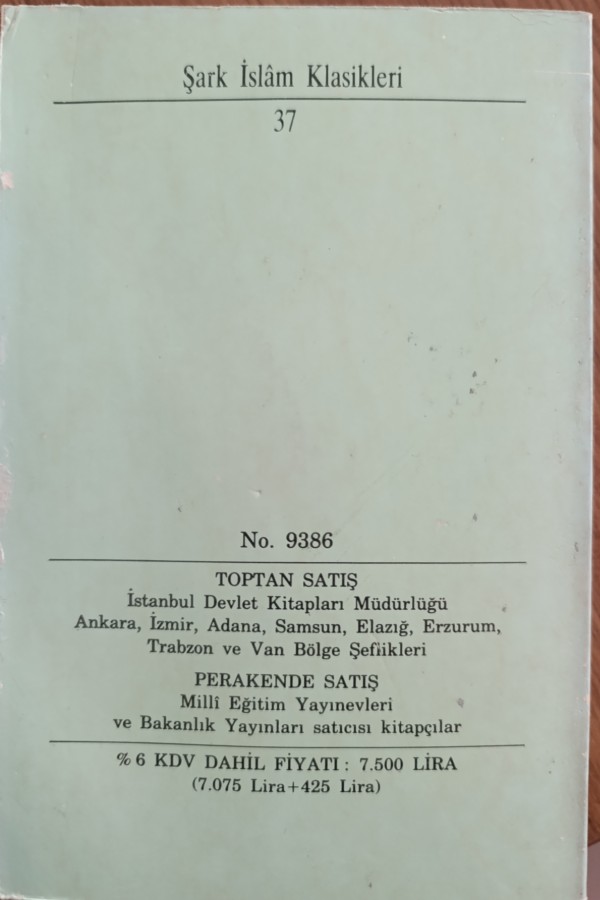 Şark İslâm Klasikleri
37
No. 9386
TOPTAN SATIŞ
İstanbul Devlet Kitapları Müdürlüğü
Ankara, İzmir, Adana, Samsun, Elazığ, Erzurum,
Trabzon ve Van Bölge Şeflikleri
PERAKENDE SATIŞ
Millî Eğitim Yayınevleri
ve Bakanlık Yayınları satıcısı kitapçılar
% 6 KDV DAHİL FİYATI : 7.500 LİRA
(7.075 Lira+425 Lira)